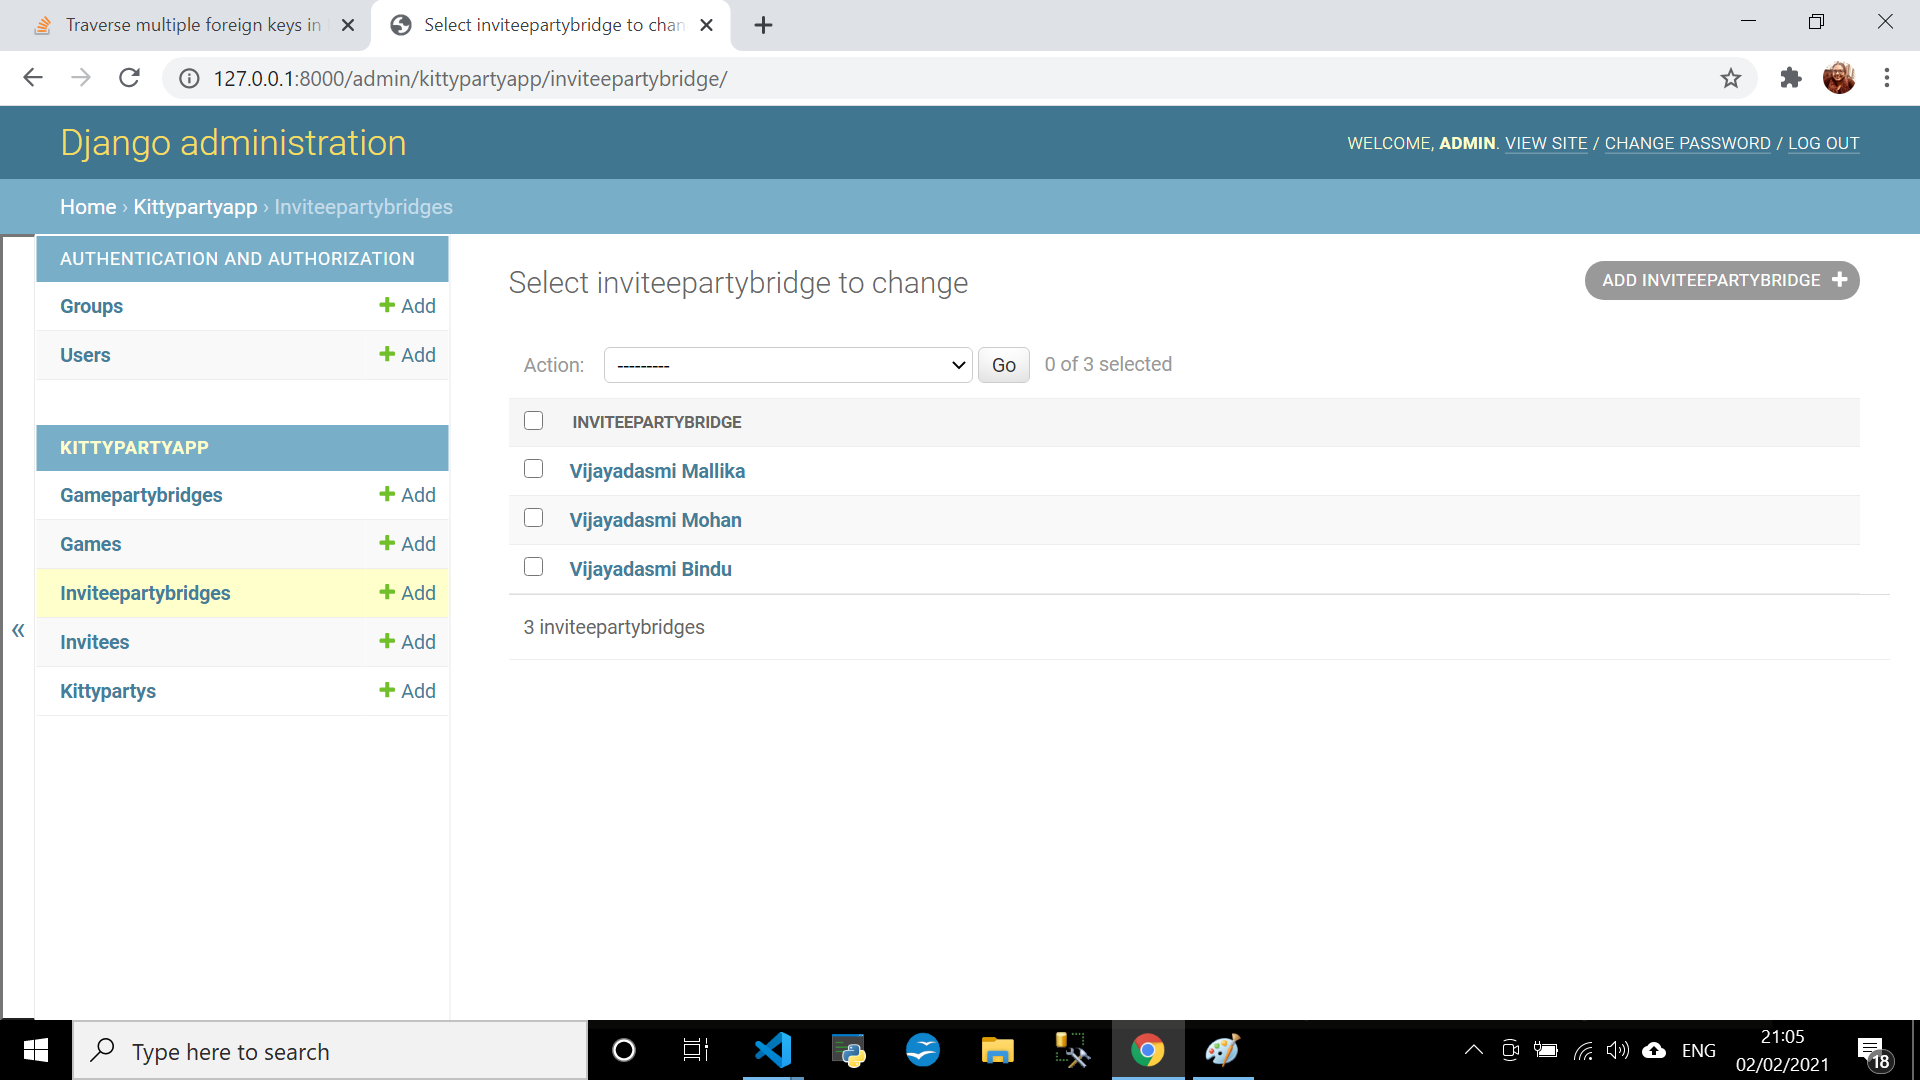 Traverse multiple foreign keys in
Select inviteepartybridge to chan
127.0.0.1:8000/admin/kittypartyapp/inviteepartybridge/
Django administration
WELCOME, ADMIN. VIEW SITE / CHANGE PASSWORD / LOG OUT
Home › Kittypartyapp › Inviteepartybridges
AUTHENTICATION AND AUTHORIZATION
Groups Add
Users Add
KITTYPARTYAPP
Gamepartybridges Add
Games Add
Inviteepartybridges Add
Invitees Add
Kittypartys Add
«
Select inviteepartybridge to change
ADD INVITEEPARTYBRIDGE +
Action: --------- Go 0 of 3 selected
INVITEEPARTYBRIDGE
Vijayadasmi Mallika
Vijayadasmi Mohan
Vijayadasmi Bindu
3 inviteepartybridges
Type here to search
ENG
21:05
02/02/2021
18